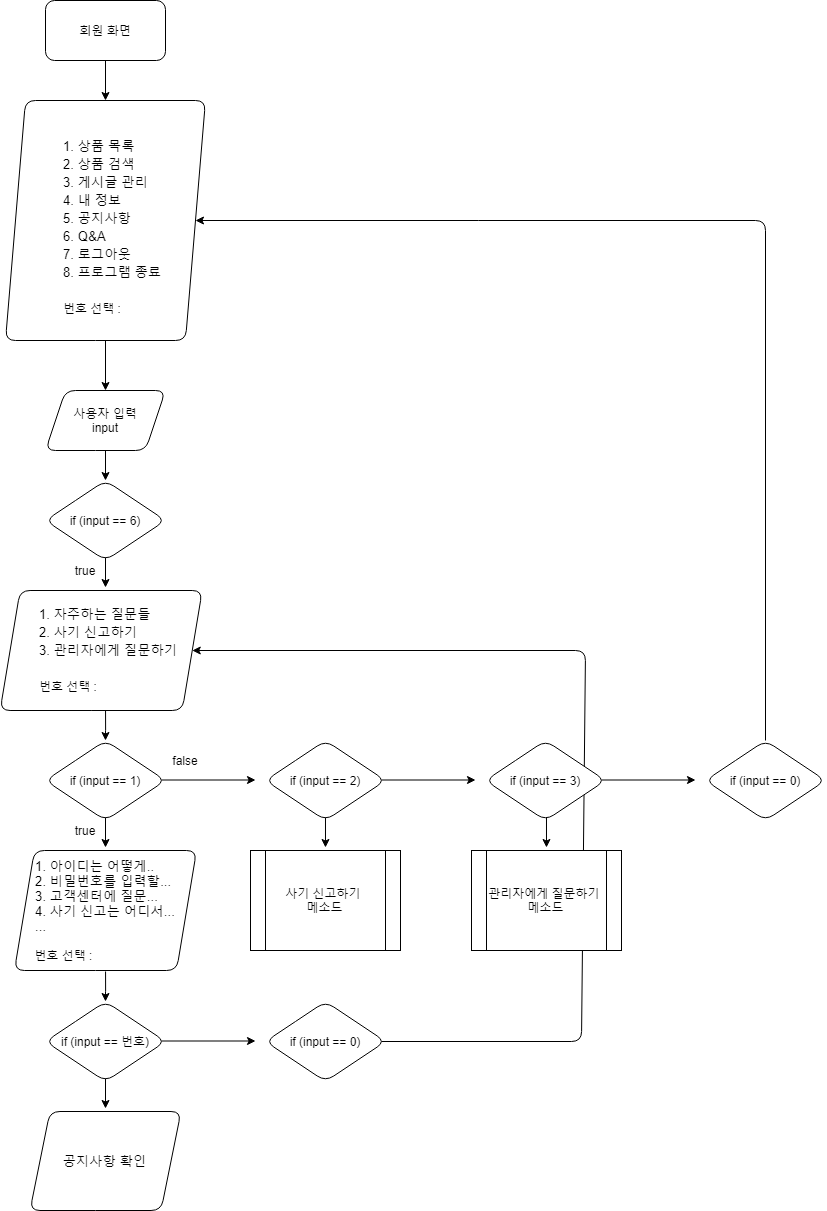 회원 화면
1. 상품 목록
2. 상품 검색
3. 게시글 관리
4. 내 정보
5. 공지사항
6. Q&A
7. 로그아웃
8. 프로그램 종료
번호 선택 :
사용자 입력
input
if (input == 6)
true
1. 자주하는 질문들
2. 사기 신고하기
3. 관리자에게 질문하기
번호 선택 :
if (input == 1)
false
if (input == 2)
if (input == 3)
if (input == 0)
true
1. 아이디는 어떻게..
2. 비밀번호를 입력할...
3. 고객센터에 질문...
4. 사기 신고는 어디서...
...
번호 선택 :
사기 신고하기
메소드
관리자에게 질문하기
메소드
if (input == 번호)
if (input == 0)
공지사항 확인